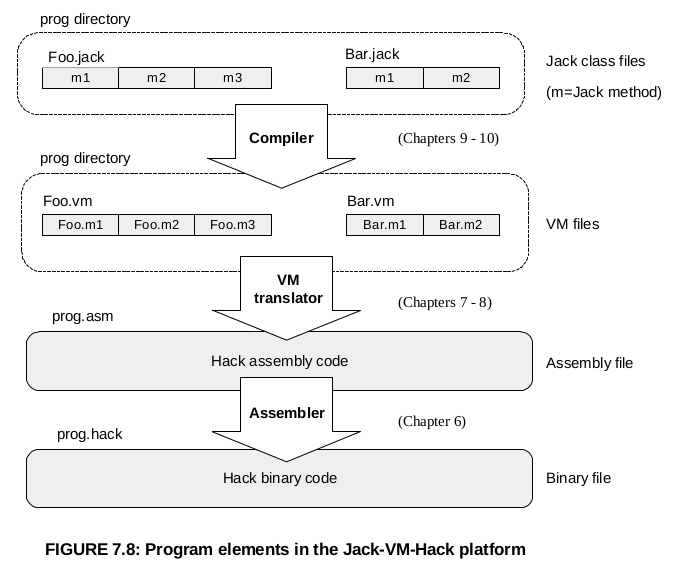 prog directory
Foo.jack
Bar.jack
m1 m2 m3
m1 m2
Jack class files
(m=Jack method)
Compiler
(Chapters 9 - 10)
prog directory
Foo.vm
Bar.vm
Foo.m1 Foo.m2 Foo.m3
Bar.m1 Bar.m2
VM files
VM
translator
(Chapters 7 - 8)
prog.asm
Hack assembly code
Assembly file
Assembler
(Chapter 6)
prog.hack
Hack binary code
Binary file
FIGURE 7.8: Program elements in the Jack-VM-Hack platform